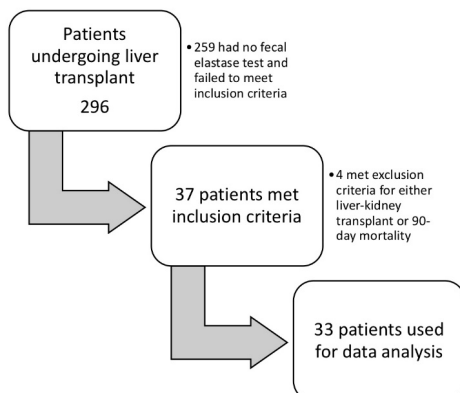 Patients
undergoing liver
transplant
296
•259 had no fecal
elastase test and
failed to meet
inclusion criteria
37 patients met
inclusion criteria
•4 met exclusion
criteria for either
liver-kidney
transplant or 90-
day mortality
33 patients used
for data analysis